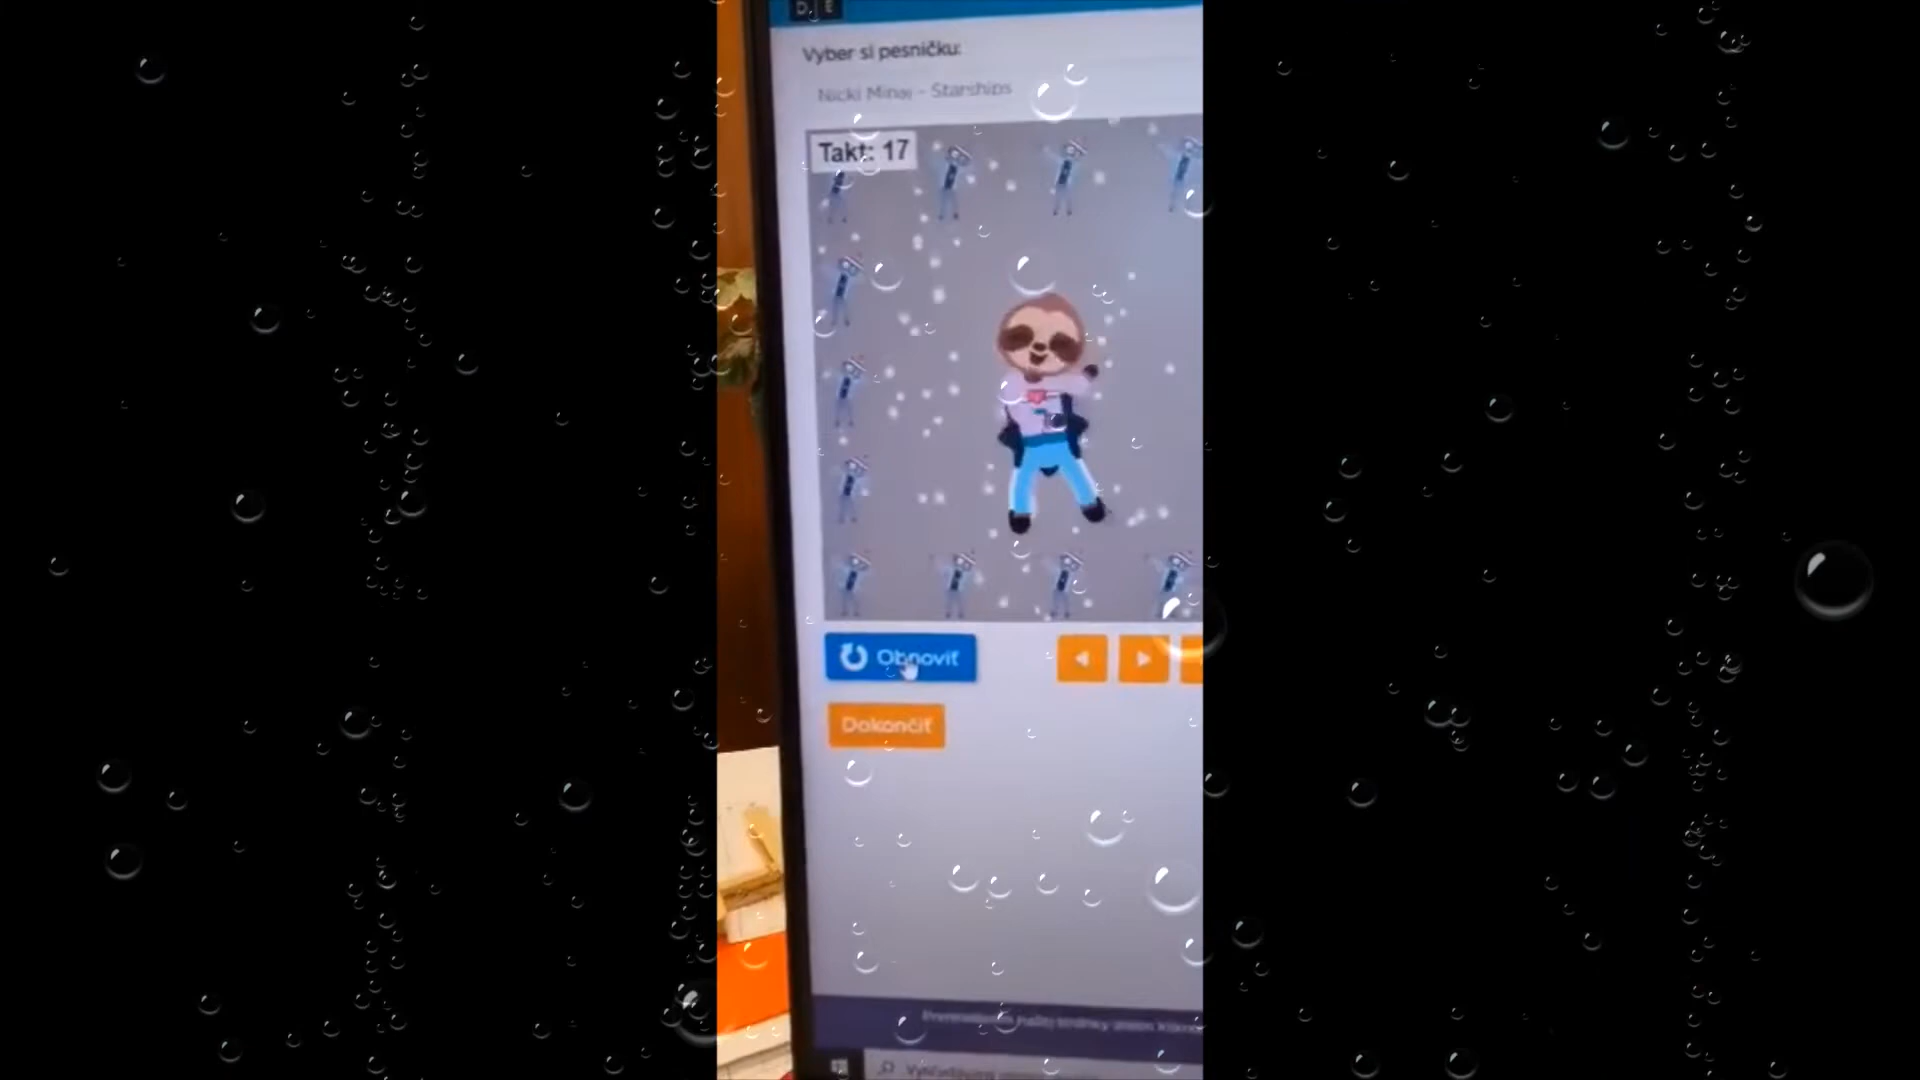 Vyber si pesničku:
Nicki Minaj - Starships
Takt: 17
Obnoviť
Dokončiť